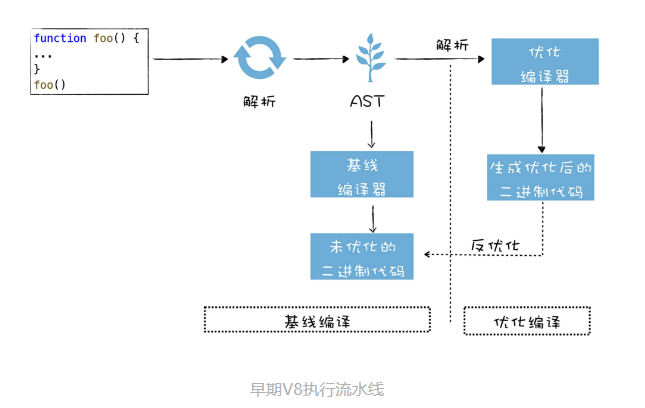 function foo() {
...
}
foo()
解析
AST
解析
优化
编译器
基线
编译器
生成优化后的
二进制代码
未优化的
二进制代码
反优化
基线编译
优化编译
早期V8执行流水线